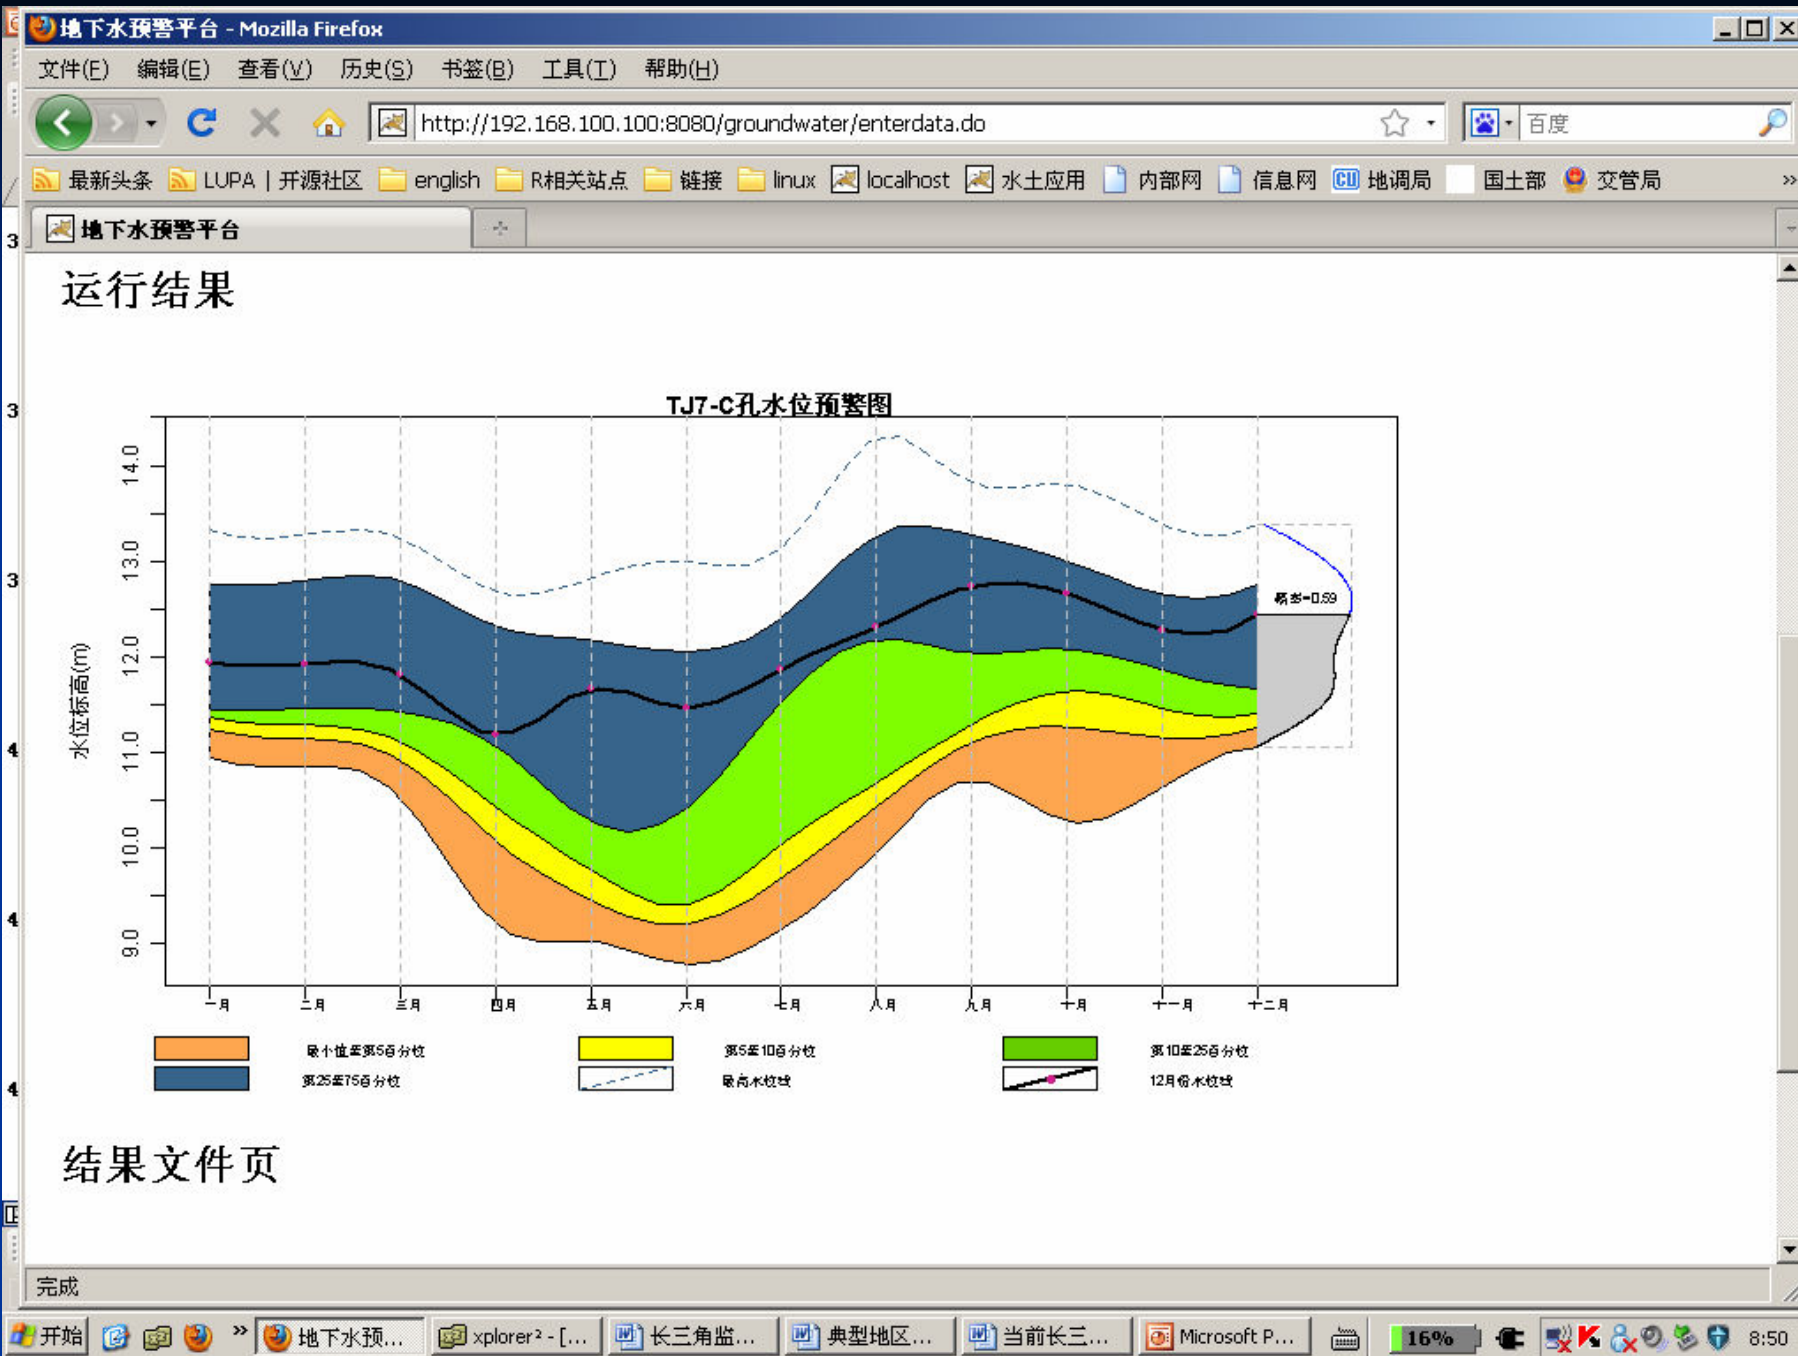 地下水预警平台 - Mozilla Firefox
文件(F) 编辑(E) 查看(V) 历史(S) 书签(B) 工具(T) 帮助(H)
http://192.168.100.100:8080/groundwater/enterdata.do 百度
最新头条 LUPA | 开源社区 english R相关站点 链接 linux localhost 水土应用 内部网 信息网 CU 地调局 国土部 交管局 »
地下水预警平台
运行结果
TJ7-C孔水位预警图
水位标高(m)
14.0
13.0
12.0
11.0
10.0
9.0
概率=0.59
一月 二月 三月 四月 五月 六月 七月 八月 九月 十月 十一月 十二月
最小值至第5百分位 第5至10百分位 第10至25百分位
第25至75百分位 最高水位线 12月份水位线
结果文件页
完成
开始 » 地下水预... xplorer² - [... 长三角监... 典型地区... 当前长三... Microsoft P... 16% 8:50